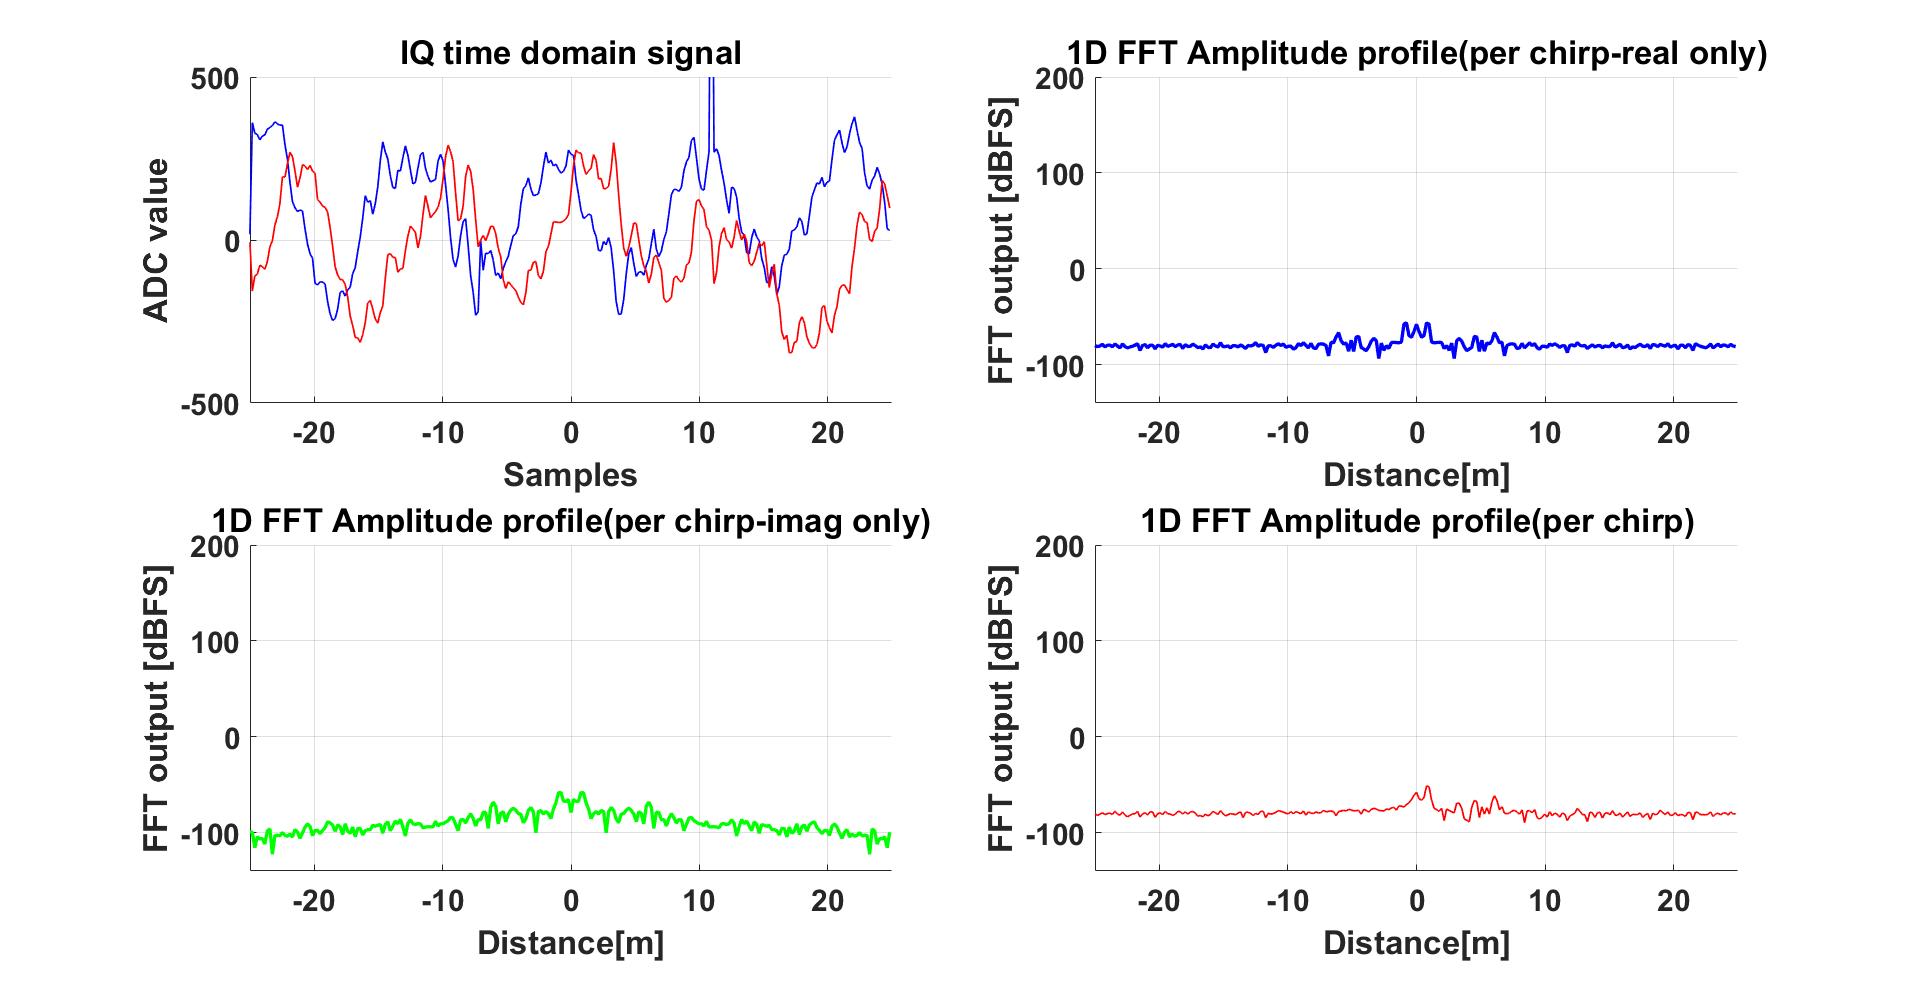 IQ time domain signal
500
0
-500
ADC value
-20 -10 0 10 20
Samples
1D FFT Amplitude profile(per chirp-real only)
200
100
0
-100
FFT output [dBFS]
-20 -10 0 10 20
Distance[m]
1D FFT Amplitude profile(per chirp-imag only)
200
100
0
-100
FFT output [dBFS]
-20 -10 0 10 20
Distance[m]
1D FFT Amplitude profile(per chirp)
200
100
0
-100
FFT output [dBFS]
-20 -10 0 10 20
Distance[m]